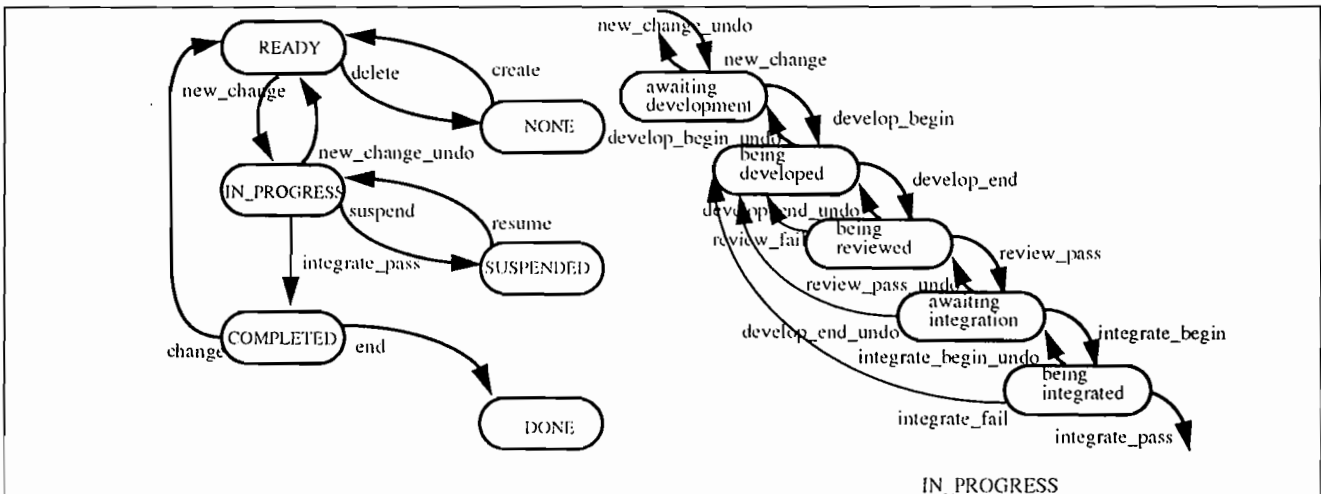 READY
new_change
delete
create
NONE
new_change_undo
IN_PROGRESS
suspend
resume
SUSPENDED
integrate_pass
COMPLETED
change
end
DONE
new_change_undo
new_change
awaiting
development
develop_begin
develop_begin_undo
being
developed
develop_end
develop_end_undo
being
reviewed
review_fail
review_pass
review_pass_undo
awaiting
integration
develop_end_undo
integrate_begin
integrate_begin_undo
being
integrated
integrate_fail
integrate_pass
IN_PROGRESS